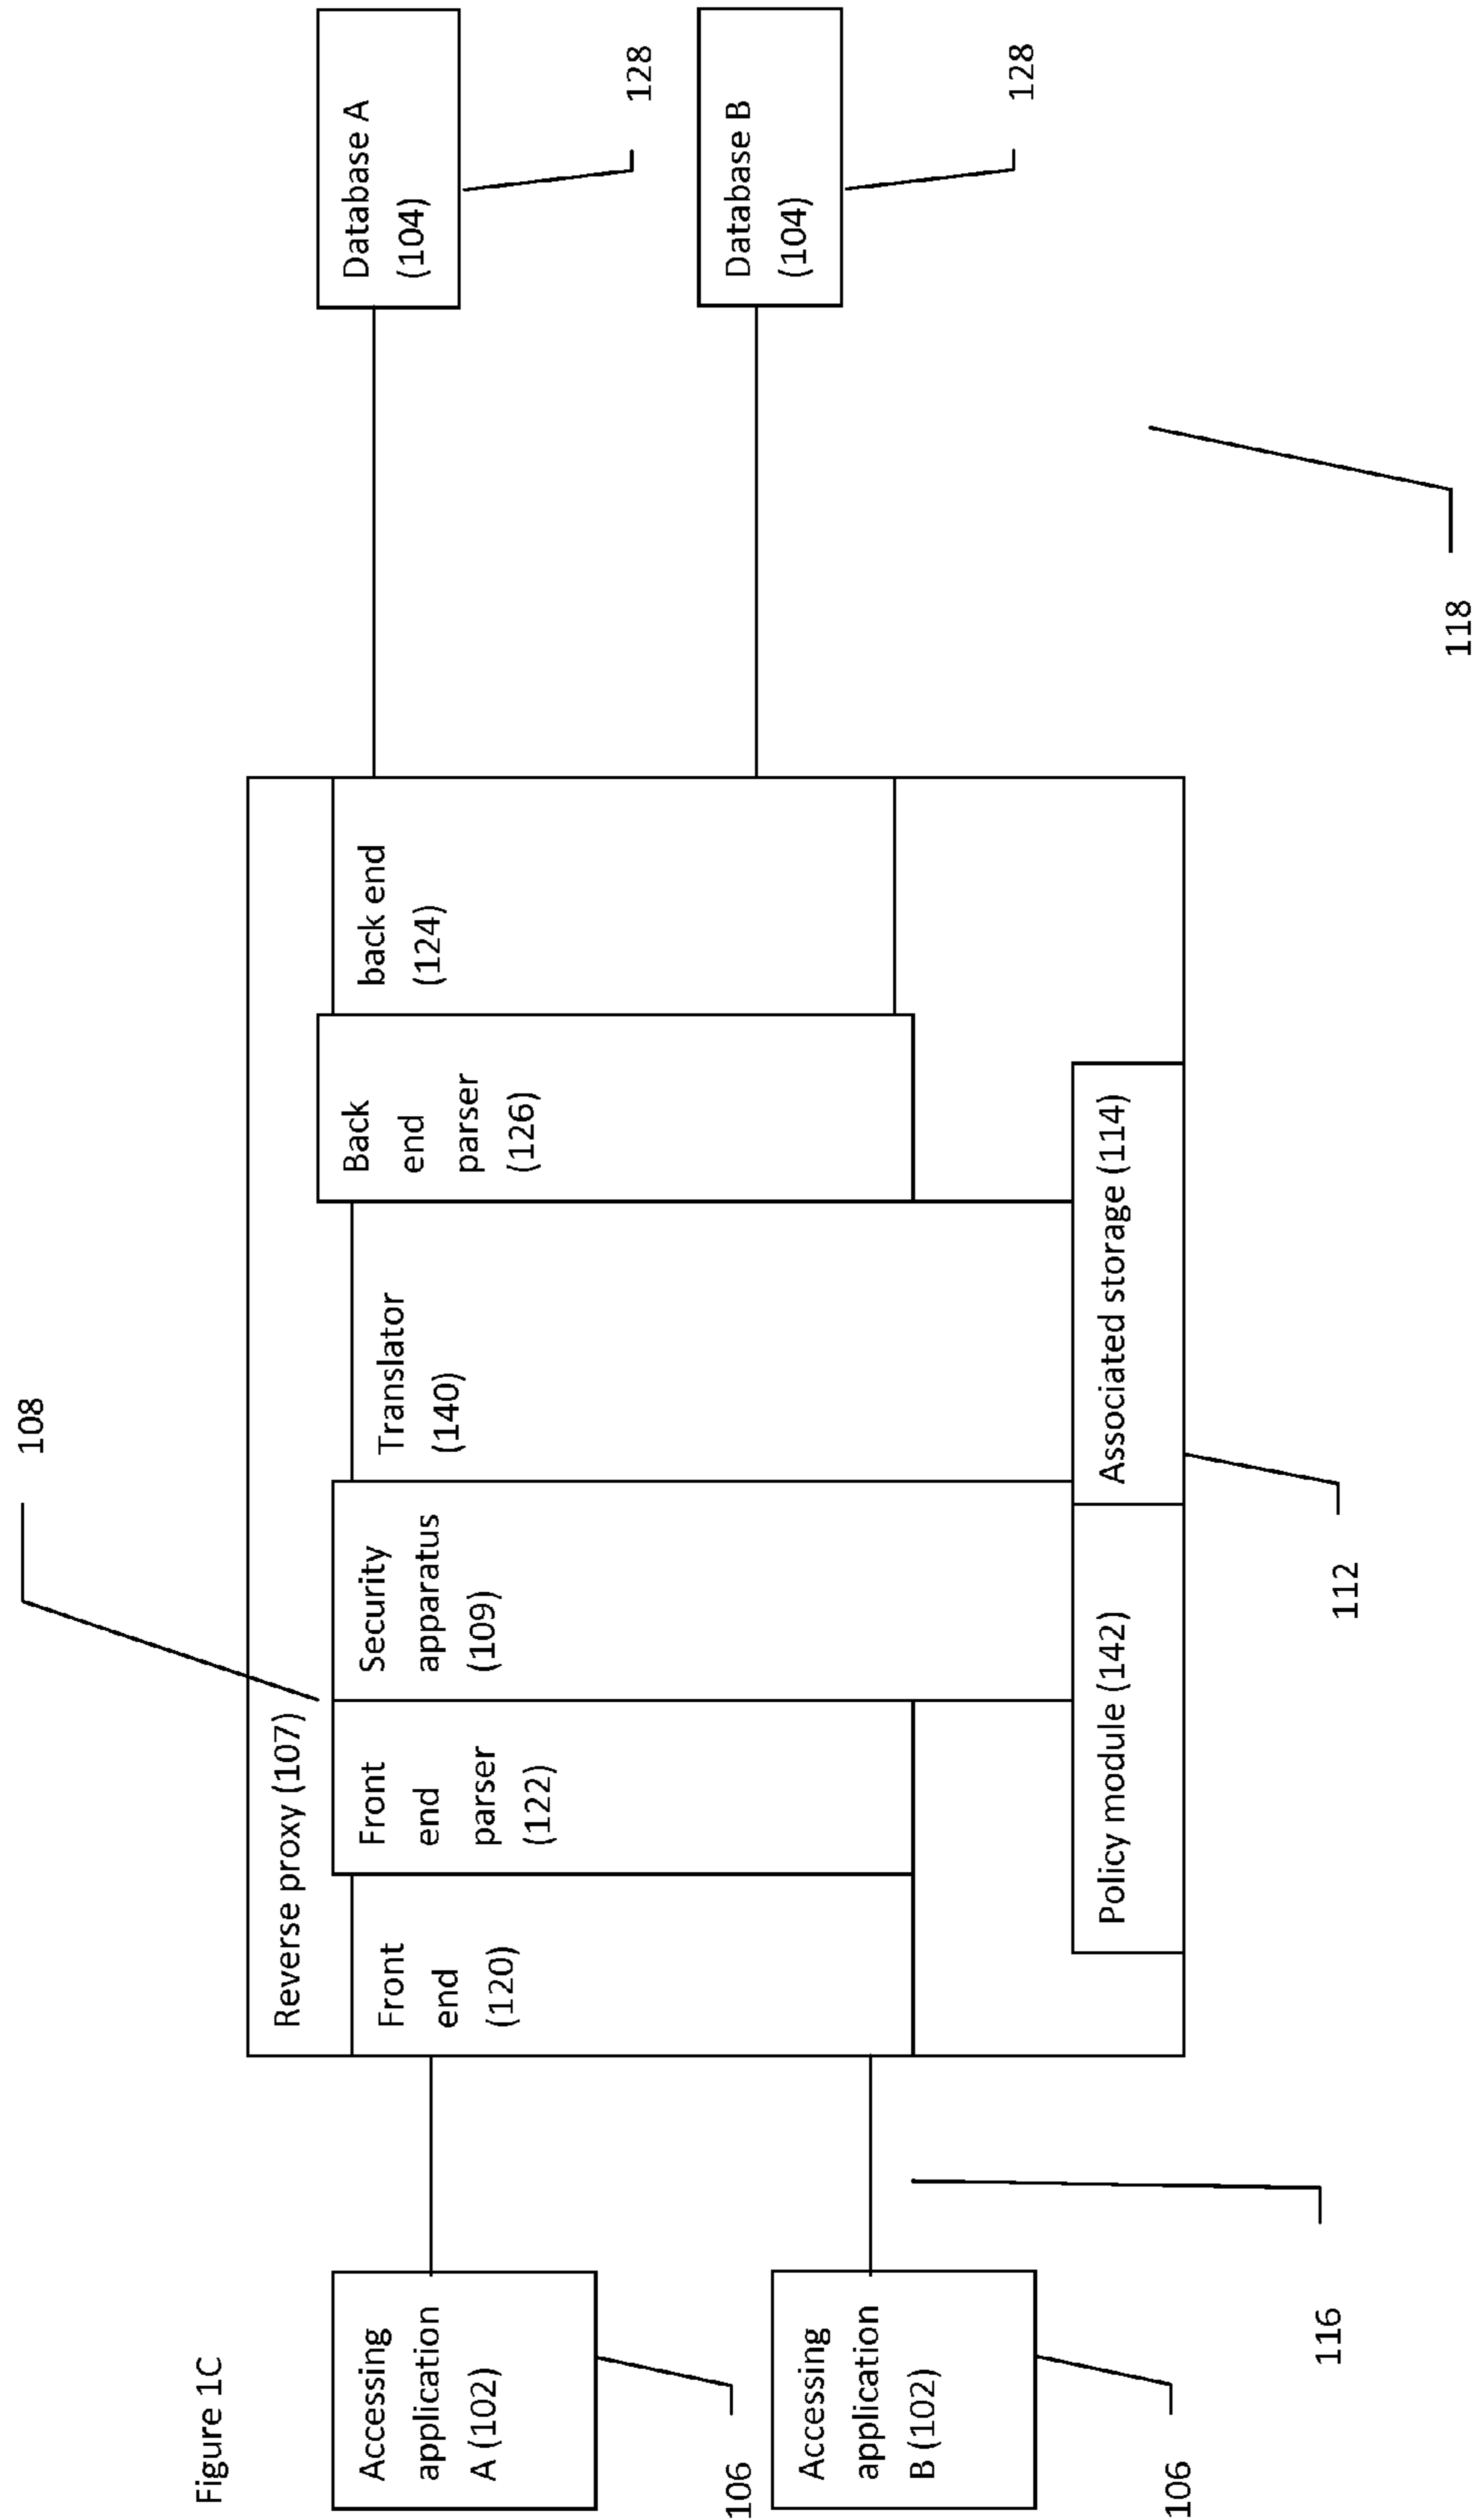 Figure 1C
108
Reverse proxy (107)
Accessing
application
A (102)
106
Accessing
application
B (102)
106
116
Front
end
(120)
Front
end
parser
(122)
Security
apparatus
(109)
Translator
(140)
Back
end
parser
(126)
back end
(124)
Policy module (142)
Associated storage (114)
112
Database A
(104)
128
Database B
(104)
128
118